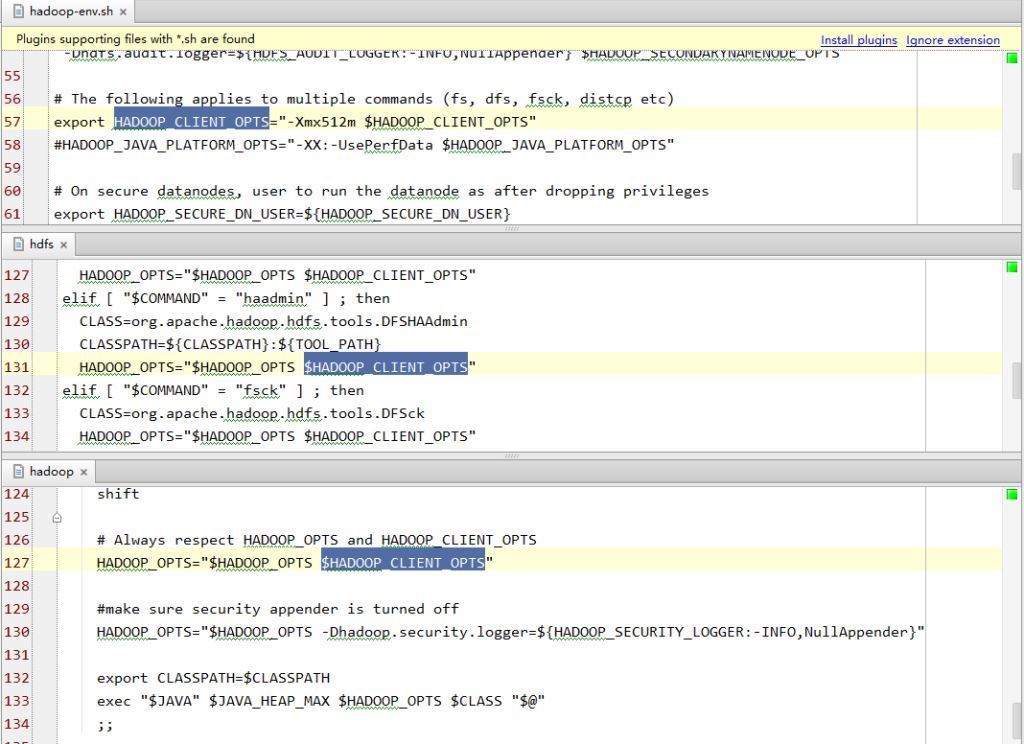 hadoop-env.sh ×
Plugins supporting files with *.sh are found Install plugins Ignore extension
-Dhdfs.audit.logger=${HDFS_AUDIT_LOGGER:-INFO,NullAppender} $HADOOP_SECONDARYNAMENODE_OPTS
55
56 # The following applies to multiple commands (fs, dfs, fsck, distcp etc)
57 export HADOOP_CLIENT_OPTS="-Xmx512m $HADOOP_CLIENT_OPTS"
58 #HADOOP_JAVA_PLATFORM_OPTS="-XX:-UsePerfData $HADOOP_JAVA_PLATFORM_OPTS"
59
60 # On secure datanodes, user to run the datanode as after dropping privileges
61 export HADOOP_SECURE_DN_USER=${HADOOP_SECURE_DN_USER}
hdfs ×
127 HADOOP_OPTS="$HADOOP_OPTS $HADOOP_CLIENT_OPTS"
128 elif [ "$COMMAND" = "haadmin" ] ; then
129 CLASS=org.apache.hadoop.hdfs.tools.DFSHAAdmin
130 CLASSPATH=${CLASSPATH}:${TOOL_PATH}
131 HADOOP_OPTS="$HADOOP_OPTS $HADOOP_CLIENT_OPTS"
132 elif [ "$COMMAND" = "fsck" ] ; then
133 CLASS=org.apache.hadoop.hdfs.tools.DFSck
134 HADOOP_OPTS="$HADOOP_OPTS $HADOOP_CLIENT_OPTS"
hadoop ×
124 shift
125
126 # Always respect HADOOP_OPTS and HADOOP_CLIENT_OPTS
127 HADOOP_OPTS="$HADOOP_OPTS $HADOOP_CLIENT_OPTS"
128
129 #make sure security appender is turned off
130 HADOOP_OPTS="$HADOOP_OPTS -Dhadoop.security.logger=${HADOOP_SECURITY_LOGGER:-INFO,NullAppender}"
131
132 export CLASSPATH=$CLASSPATH
133 exec "$JAVA" $JAVA_HEAP_MAX $HADOOP_OPTS $CLASS "$@"
134 ;;